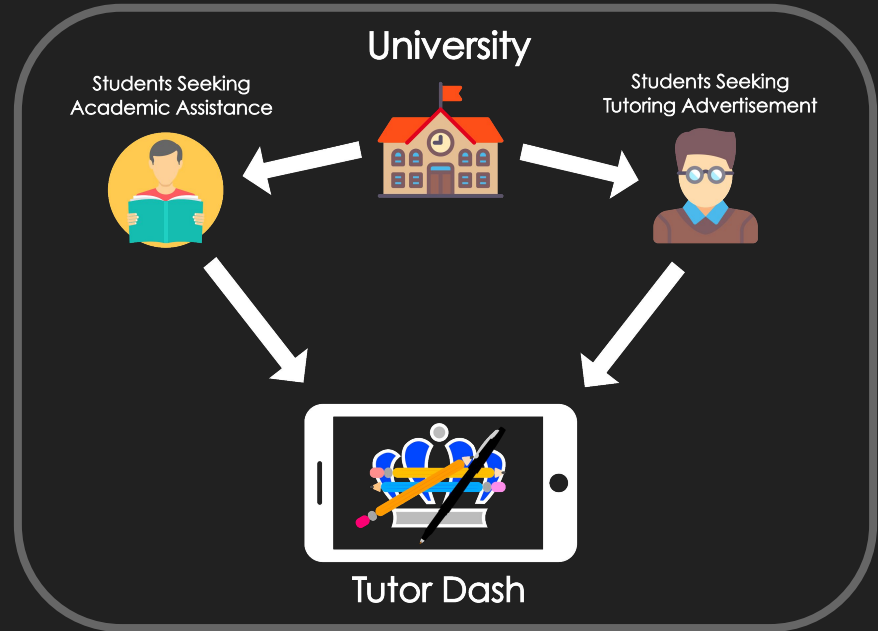 University
Students Seeking
Academic Assistance
Students Seeking
Tutoring Advertisement
Tutor Dash